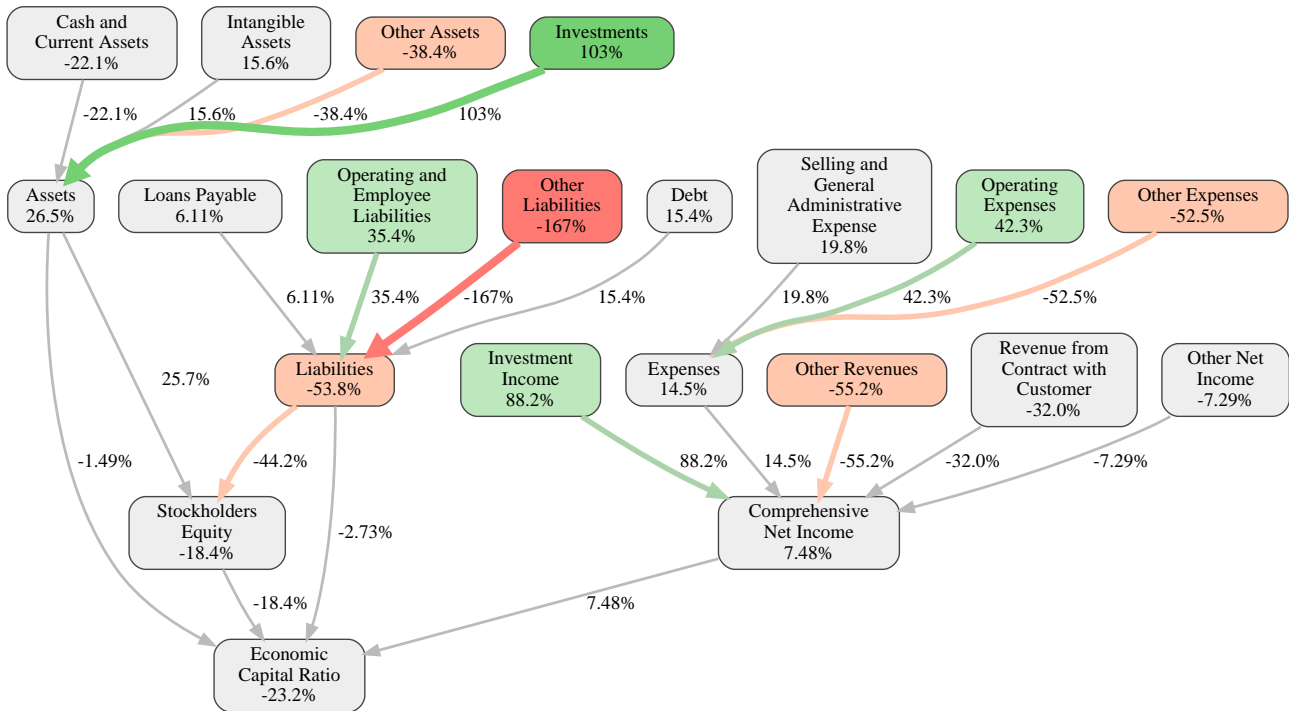 Cash and
Current Assets
-22.1%
Intangible
Assets
15.6%
Other Assets
-38.4%
Investments
103%
-22.1%
15.6%
-38.4%
103%
Assets
26.5%
Loans Payable
6.11%
Operating and
Employee
Liabilities
35.4%
Other
Liabilities
-167%
Debt
15.4%
Selling and
General
Administrative
Expense
19.8%
Operating
Expenses
42.3%
Other Expenses
-52.5%
6.11%
35.4%
-167%
15.4%
19.8%
42.3%
-52.5%
25.7%
Liabilities
-53.8%
Investment
Income
88.2%
Expenses
14.5%
Other Revenues
-55.2%
Revenue from
Contract with
Customer
-32.0%
Other Net
Income
-7.29%
-1.49%
-44.2%
88.2%
14.5%
-55.2%
-32.0%
-7.29%
Stockholders
Equity
-18.4%
-2.73%
Comprehensive
Net Income
7.48%
-18.4%
7.48%
Economic
Capital Ratio
-23.2%